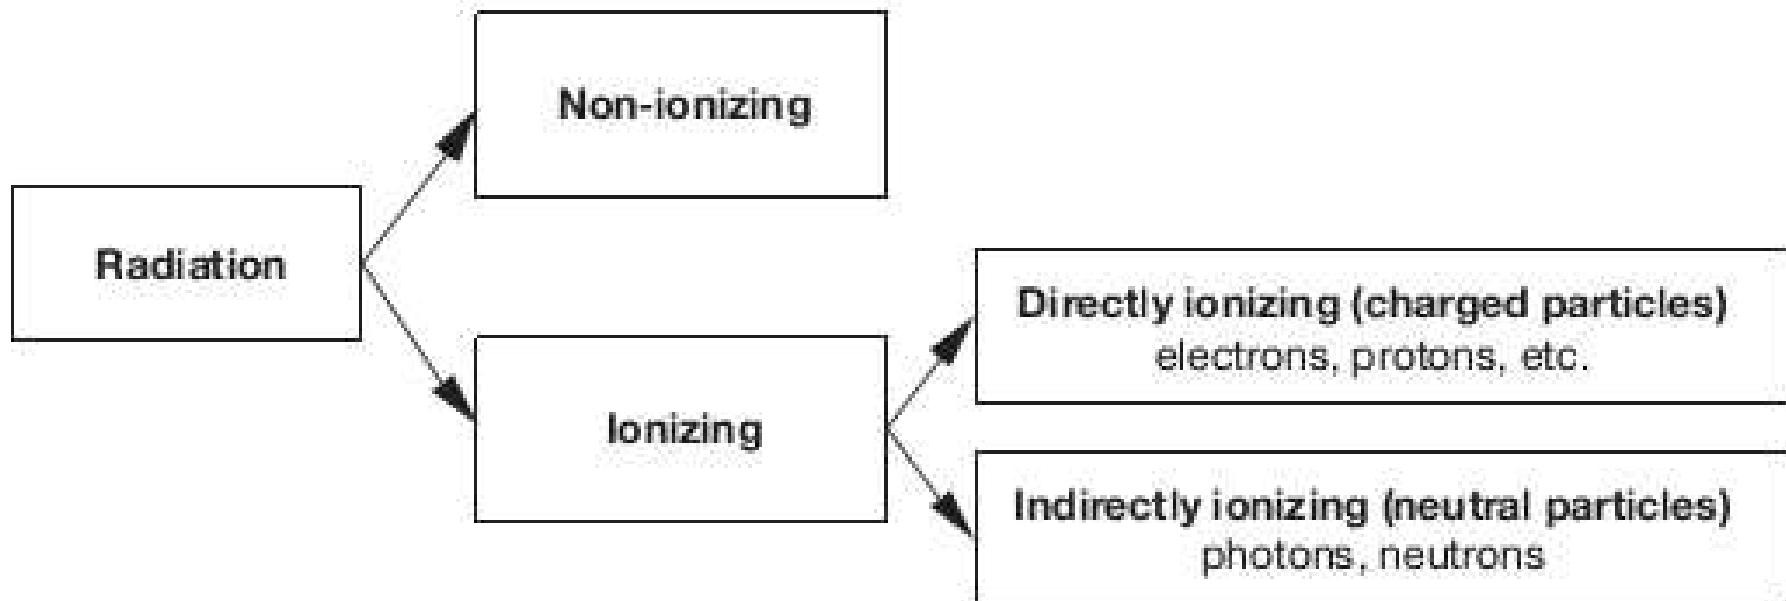 Non-ionizing
Radiation
Directly ionizing (charged particles)
electrons, protons, etc.
Ionizing
Indirectly ionizing (neutral particles)
photons, neutrons